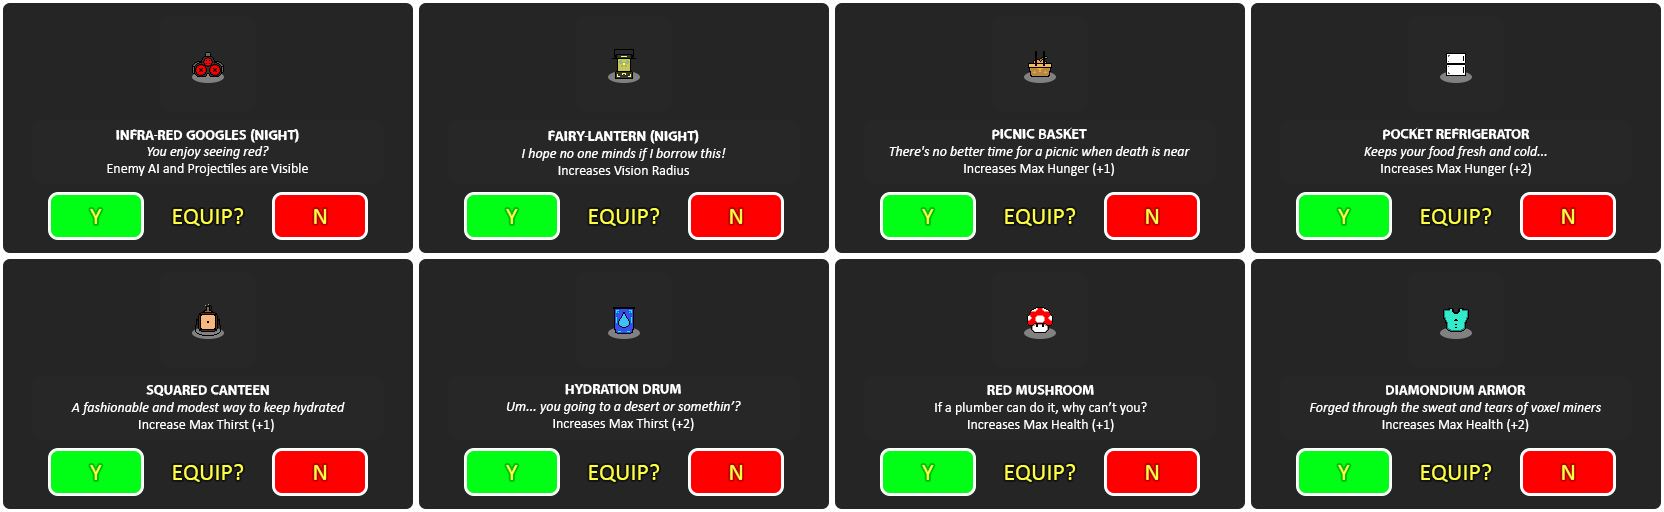 INFRA-RED GOOGLES (NIGHT)
You enjoy seeing red?
Enemy AI and Projectiles are Visible
Y EQUIP? N
FAIRY-LANTERN (NIGHT)
I hope no one minds if I borrow this!
Increases Vision Radius
Y EQUIP? N
PICNIC BASKET
There's no better time for a picnic when death is near
Increases Max Hunger (+1)
Y EQUIP? N
POCKET REFRIGERATOR
Keeps your food fresh and cold...
Increases Max Hunger (+2)
Y EQUIP? N
SQUARED CANTEEN
A fashionable and modest way to keep hydrated
Increase Max Thirst (+1)
Y EQUIP? N
HYDRATION DRUM
Um... you going to a desert or somethin'?
Increases Max Thirst (+2)
Y EQUIP? N
RED MUSHROOM
If a plumber can do it, why can't you?
Increases Max Health (+1)
Y EQUIP? N
DIAMONDIUM ARMOR
Forged through the sweat and tears of voxel miners
Increases Max Health (+2)
Y EQUIP? N